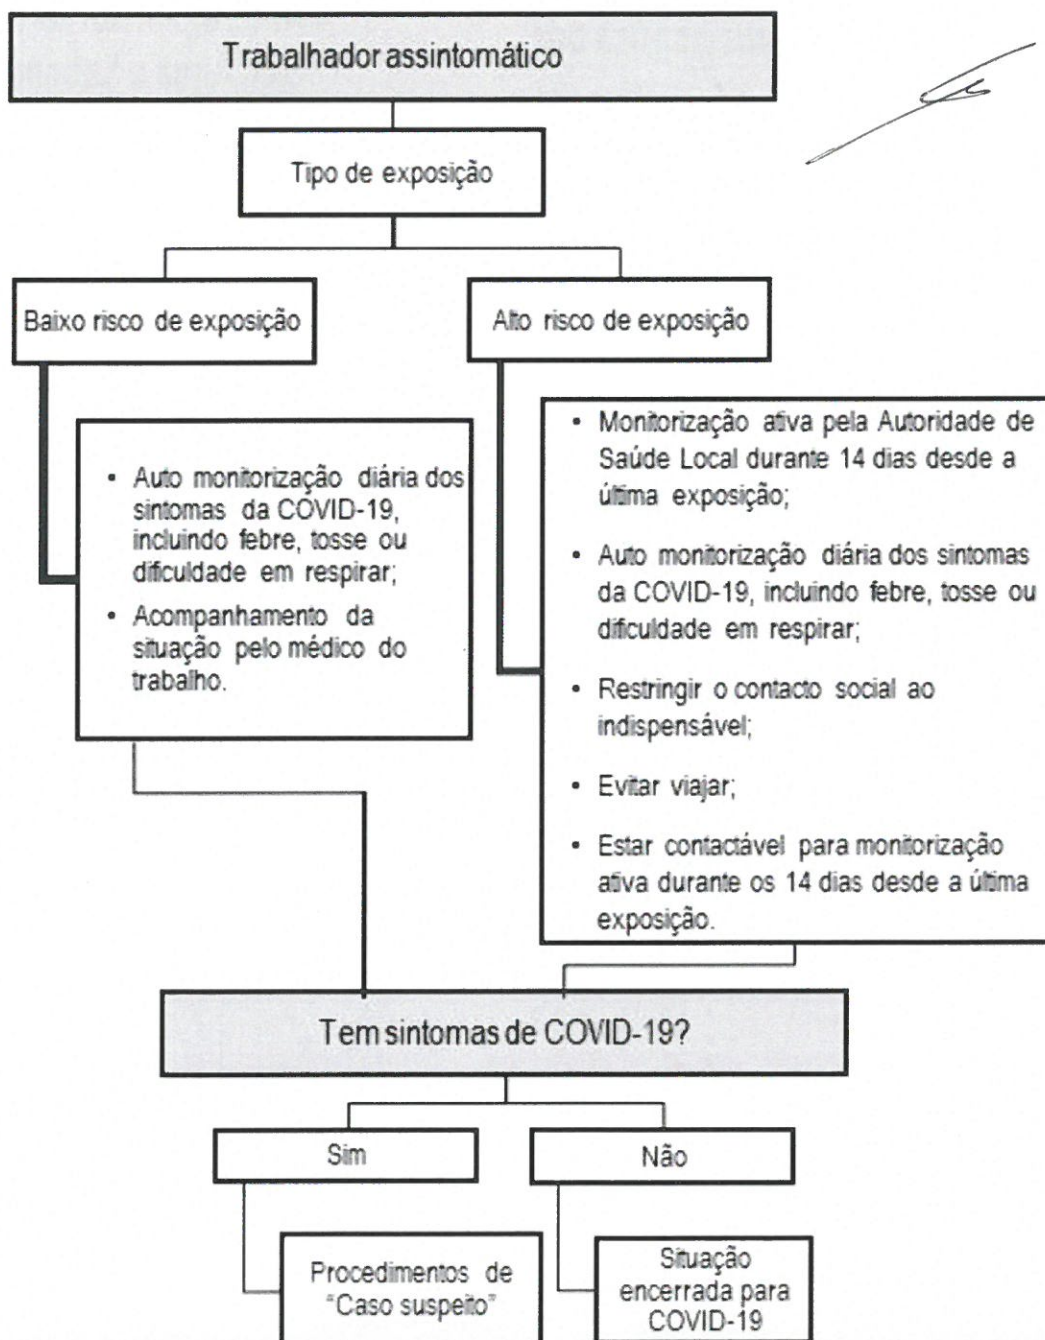 Trabalhador assintomático
Tipo de exposição
Baixo risco de exposição
Alto risco de exposição
• Auto monitorização diária dos
sintomas da COVID-19,
incluindo febre, tosse ou
dificuldade em respirar;
• Acompanhamento da
situação pelo médico do
trabalho.
• Monitorização ativa pela Autoridade de
Saúde Local durante 14 dias desde a
última exposição;
• Auto monitorização diária dos sintomas
da COVID-19, incluindo febre, tosse ou
dificuldade em respirar;
• Restringir o contacto social ao
indispensável;
• Evitar viajar;
• Estar contactável para monitorização
ativa durante os 14 dias desde a última
exposição.
Tem sintomas de COVID-19?
Sim
Não
Procedimentos de
“Caso suspeito”
Situação
encerrada para
COVID-19